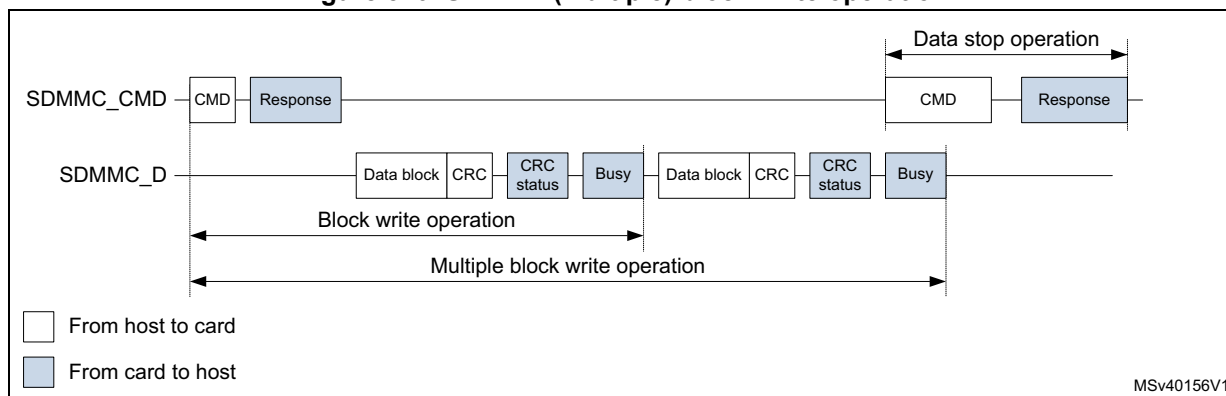 Data stop operation
SDMMC_CMD CMD Response CMD Response
SDMMC_D Data block CRC CRC status Busy Data block CRC CRC status Busy
Block write operation
Multiple block write operation
From host to card
From card to host
MSv40156V1